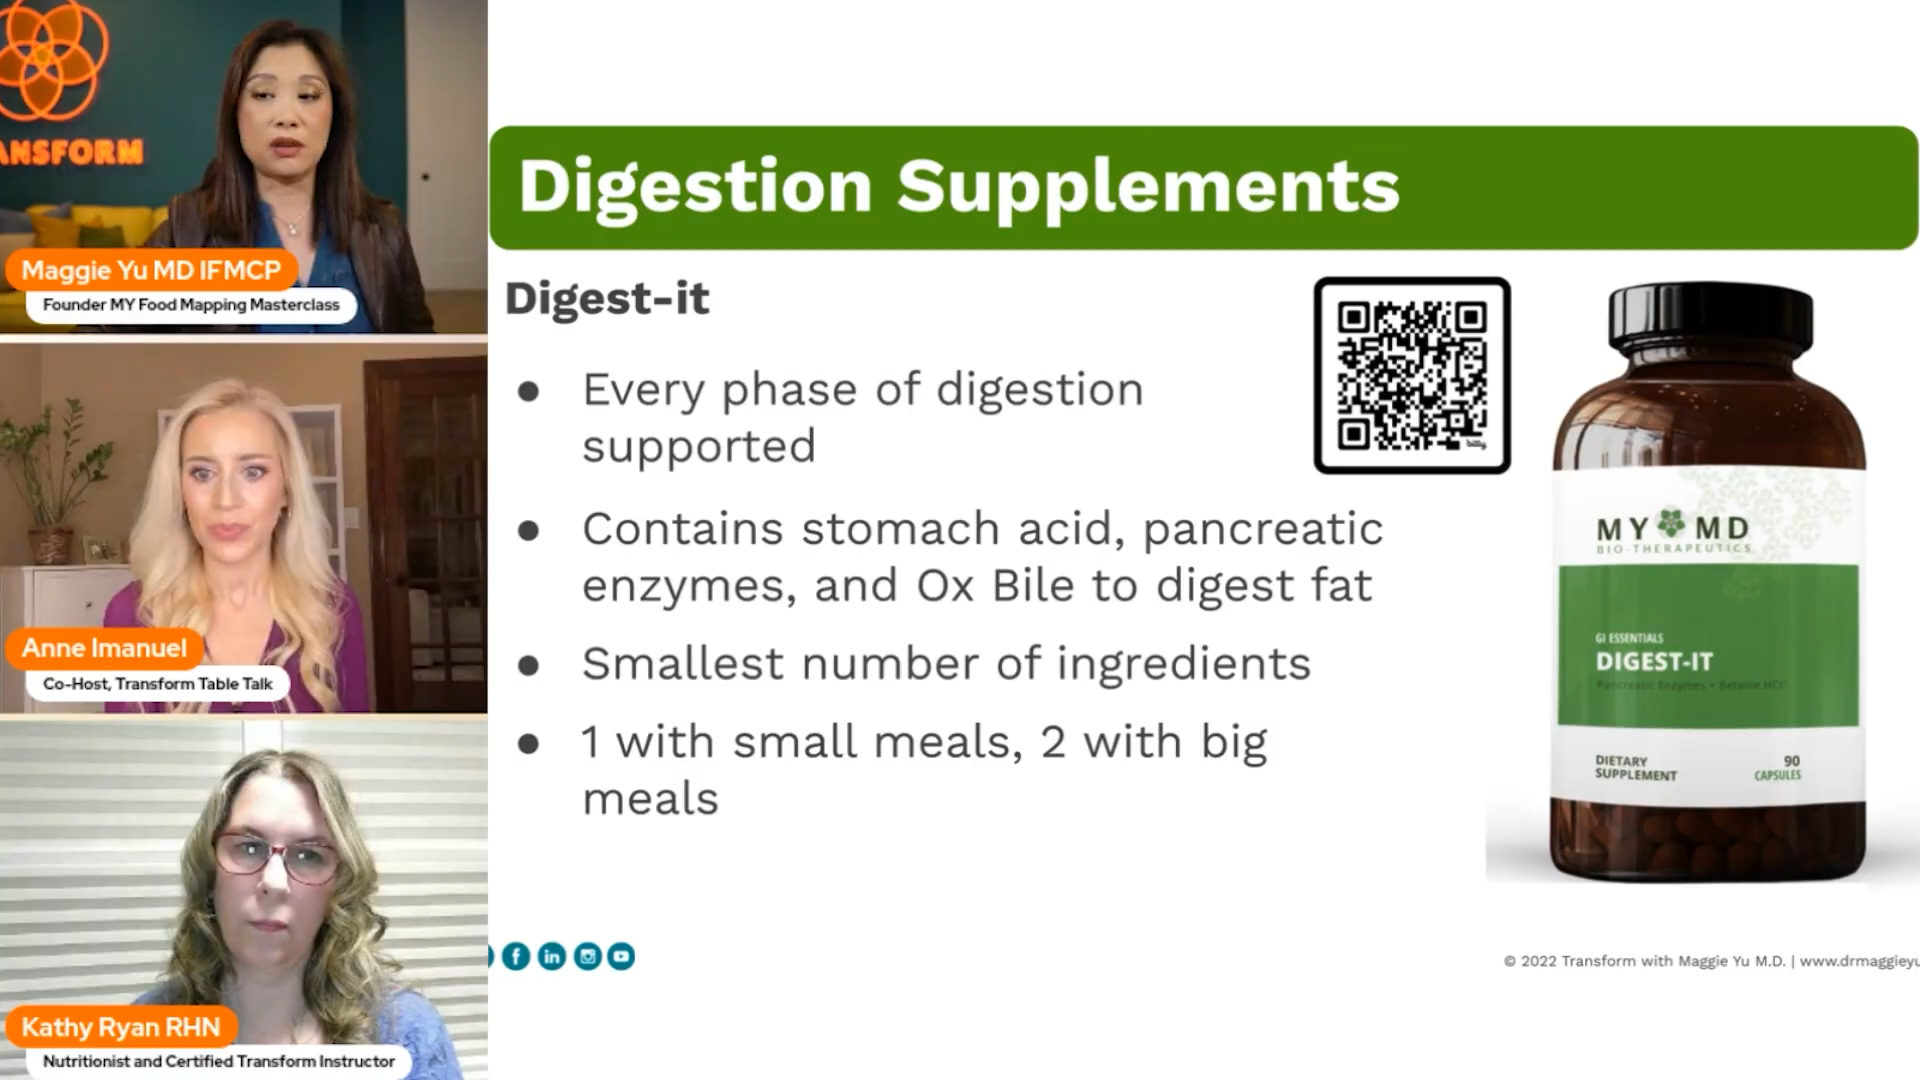 ANSFORM
Maggie Yu MD IFMCP
Founder MY Food Mapping Masterclass
Anne Imanuel
Co-Host, Transform Table Talk
Kathy Ryan RHN
Nutritionist and Certified Transform Instructor
Digestion Supplements
Digest-it
● Every phase of digestion
supported
● Contains stomach acid, pancreatic
enzymes, and Ox Bile to digest fat
● Smallest number of ingredients
● 1 with small meals, 2 with big
meals
bitly
MY MD
BIO-THERAPEUTICS
GI ESSENTIALS
DIGEST-IT
Pancreatic Enzymes + Betaine HCl
DIETARY
SUPPLEMENT
90
CAPSULES
© 2022 Transform with Maggie Yu M.D. | www.drmaggieyu